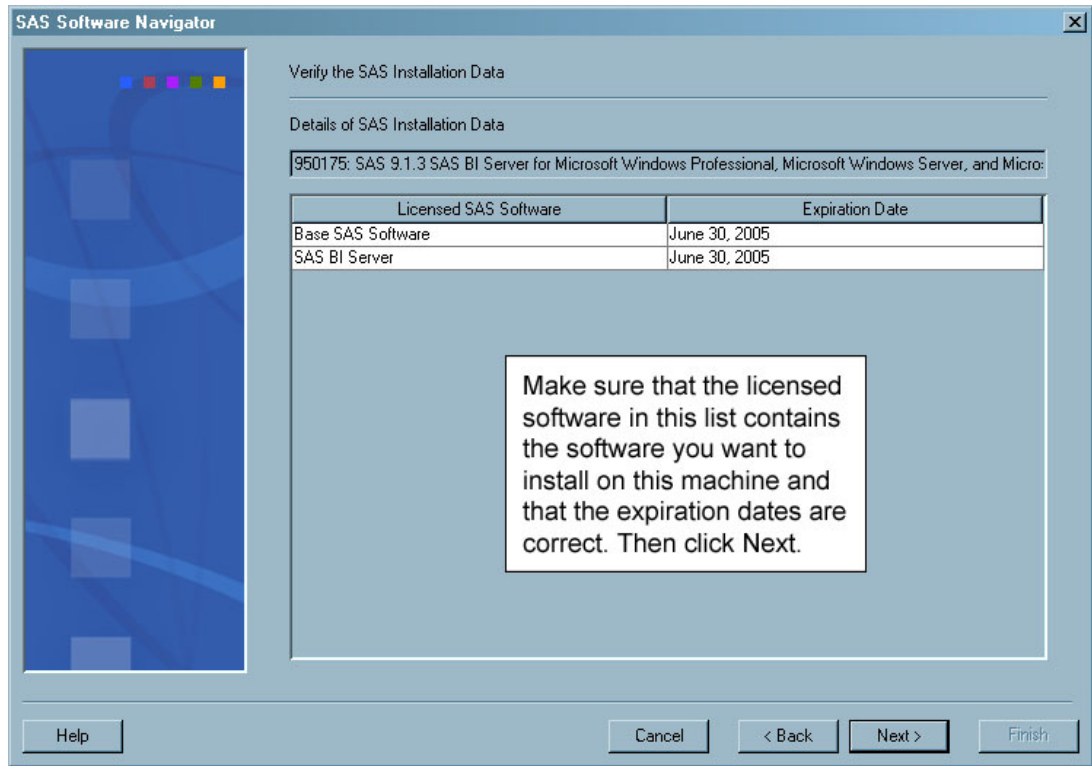 SAS Software Navigator
Verify the SAS Installation Data
Details of SAS Installation Data
950175: SAS 9.1.3 SAS BI Server for Microsoft Windows Professional, Microsoft Windows Server, and Micro
Licensed SAS Software Expiration Date
Base SAS Software June 30, 2005
SAS BI Server June 30, 2005
Make sure that the licensed
software in this list contains
the software you want to
install on this machine and
that the expiration dates are
correct. Then click Next.
Help Cancel < Back Next > Finish